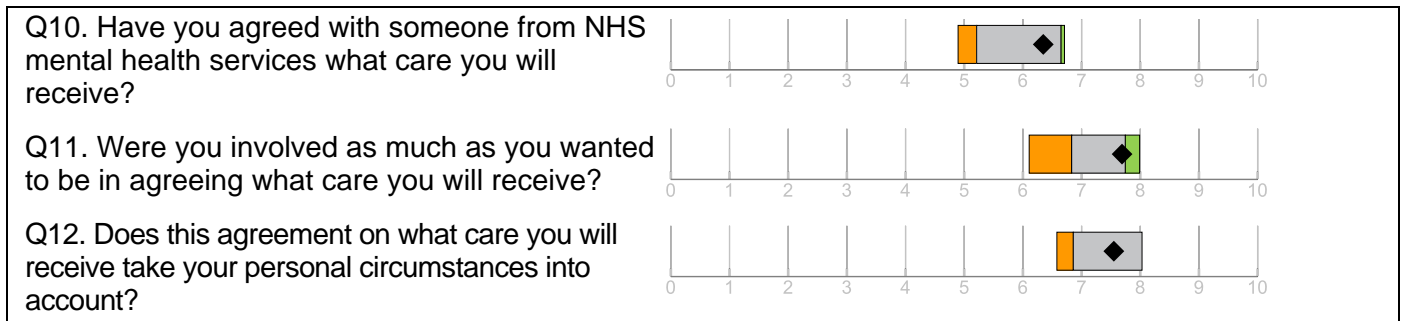 Q10. Have you agreed with someone from NHS
mental health services what care you will
receive?
0 1 2 3 4 5 6 7 8 9 10
Q11. Were you involved as much as you wanted
to be in agreeing what care you will receive?
0 1 2 3 4 5 6 7 8 9 10
Q12. Does this agreement on what care you will
receive take your personal circumstances into
account?
0 1 2 3 4 5 6 7 8 9 10